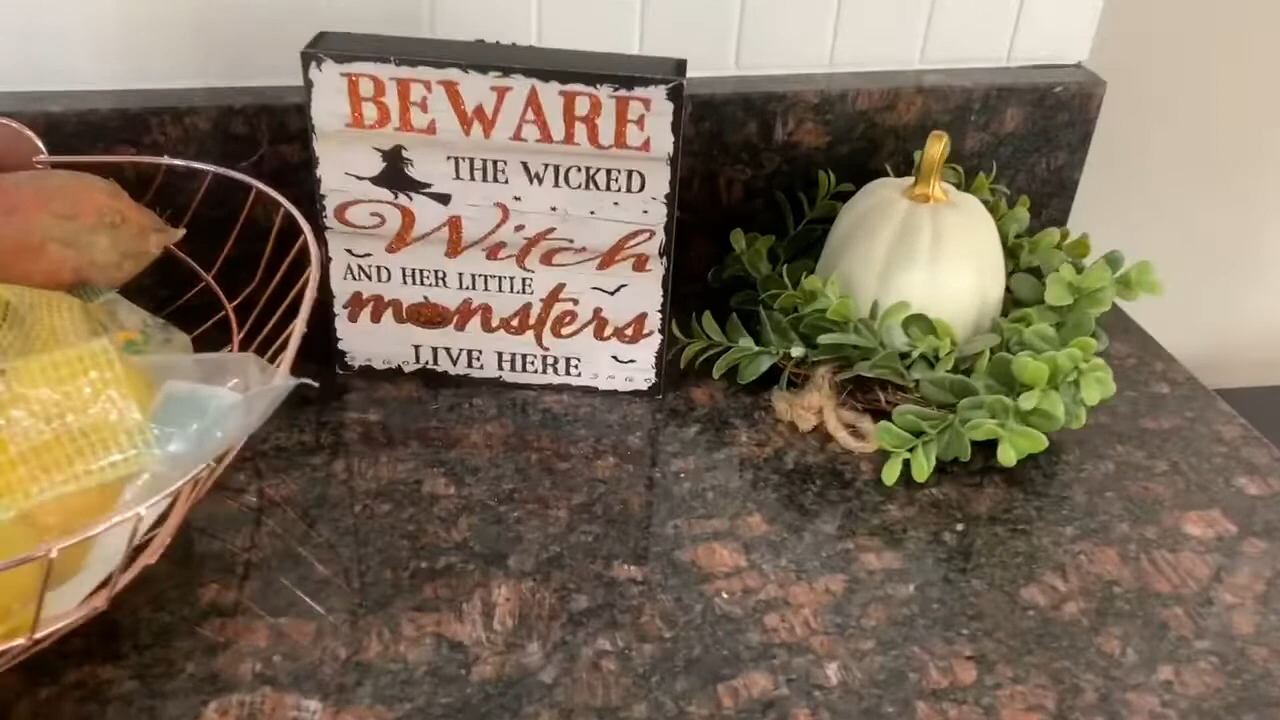 BEWARE
THE WICKED
Witch
AND HER LITTLE
monsters
LIVE HERE